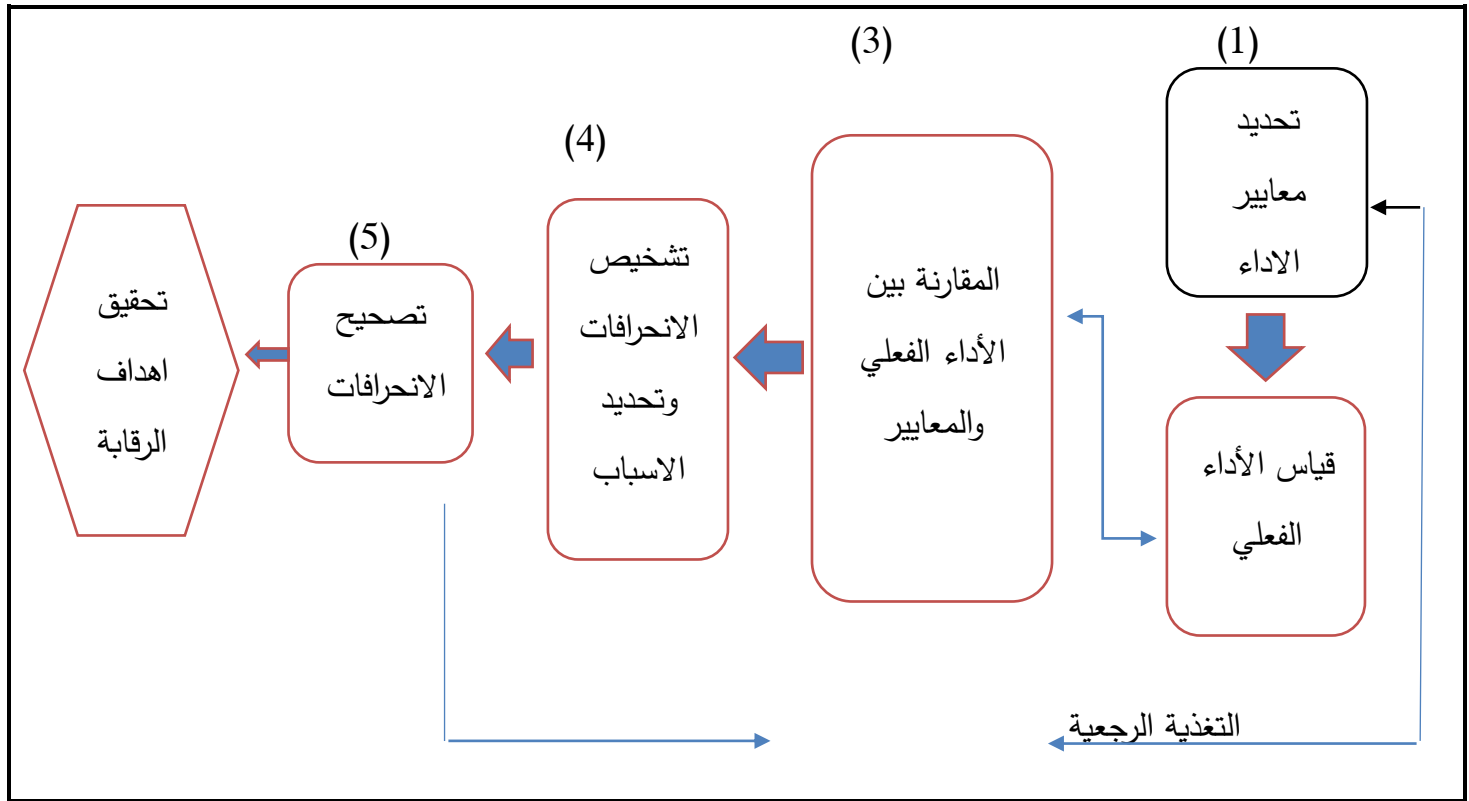 (1)
تحديد
معايير
الاداء
قياس الأداء
الفعلي
(3)
المقارنة بين
الأداء الفعلي
والمعايير
(4)
تشخيص
الانحرافات
وتحديد
الاسباب
(5)
تصحيح
الانحرافات
تحقيق
اهداف
الرقابة
التغذية الرجعية